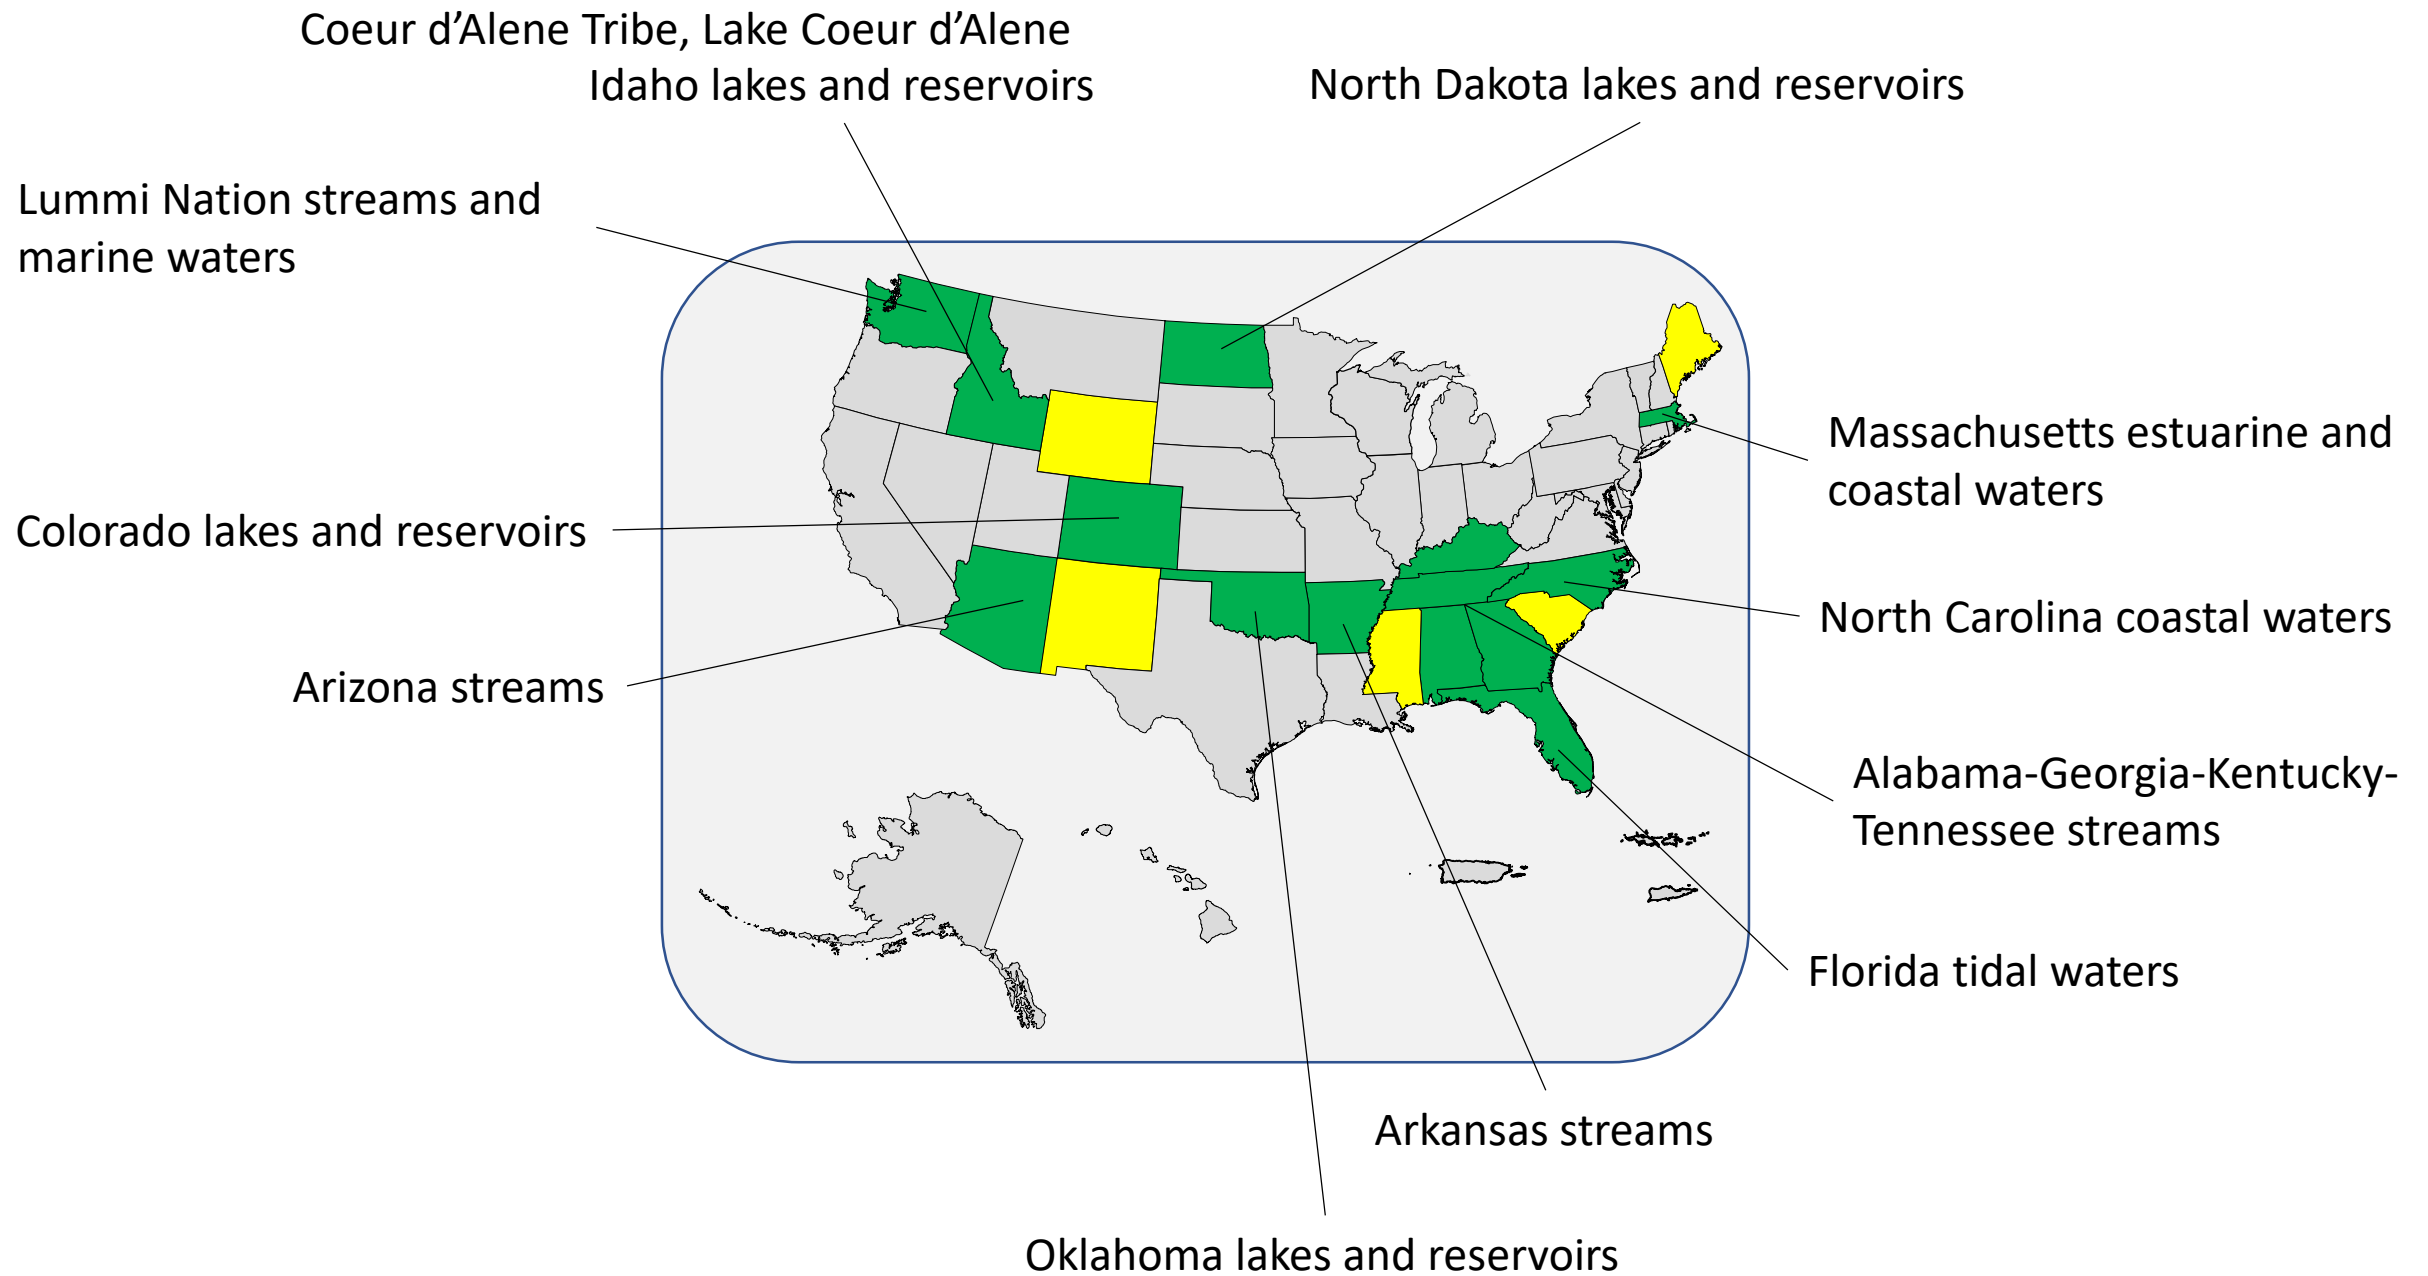 Coeur d’Alene Tribe, Lake Coeur d’Alene
Idaho lakes and reservoirs
North Dakota lakes and reservoirs
Lummi Nation streams and
marine waters
Massachusetts estuarine and
coastal waters
Colorado lakes and reservoirs
North Carolina coastal waters
Arizona streams
Alabama-Georgia-Kentucky-
Tennessee streams
Florida tidal waters
Arkansas streams
Oklahoma lakes and reservoirs